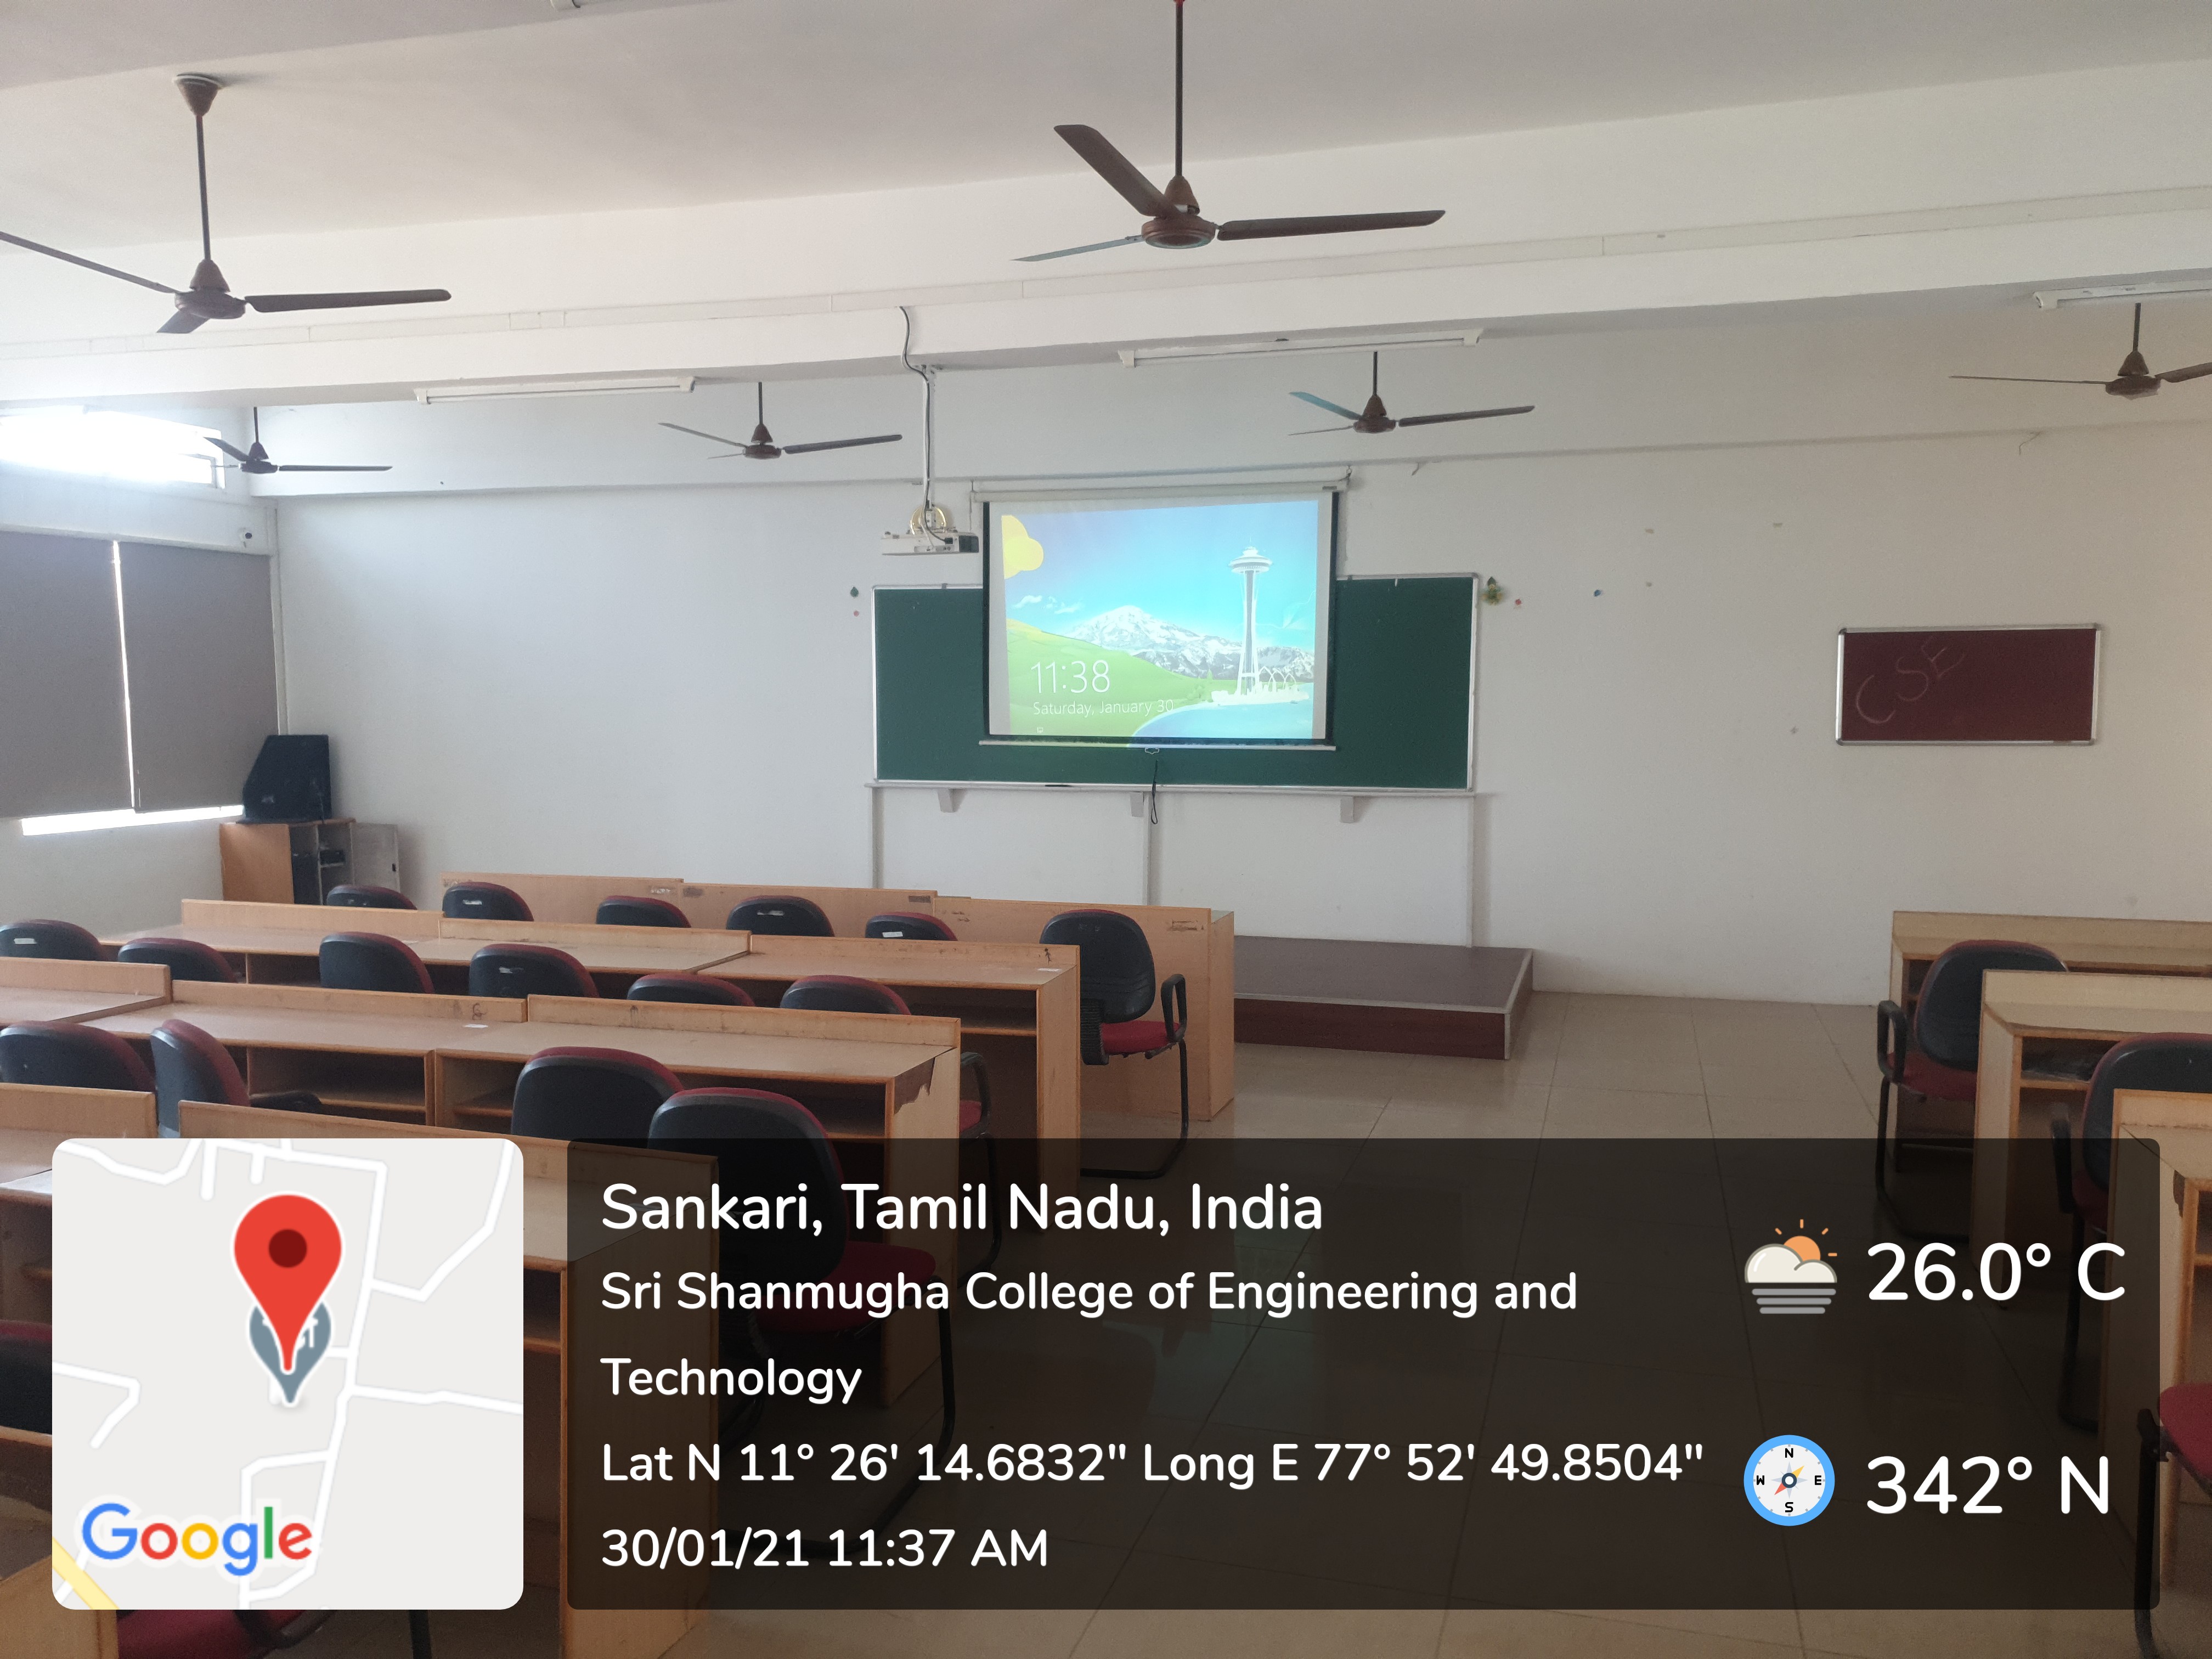 11:38
Saturday, January 30
CSE
Sankari, Tamil Nadu, India
Sri Shanmugha College of Engineering and
Technology
Lat N 11° 26' 14.6832" Long E 77° 52' 49.8504"
30/01/21 11:37 AM
26.0° C
N
W E
S
342° N
Google